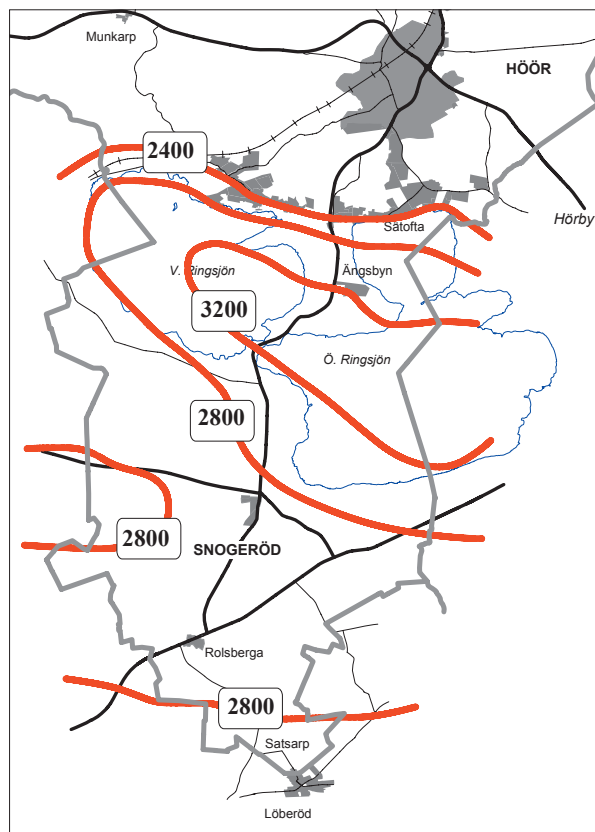 Munkarp
HÖÖR
2400
Hörby
Sätofta
V. Ringsjön
Ängsbyn
3200
Ö. Ringsjön
2800
2800
SNOGERÖD
Rolsberga
2800
Satsarp
Löberöd